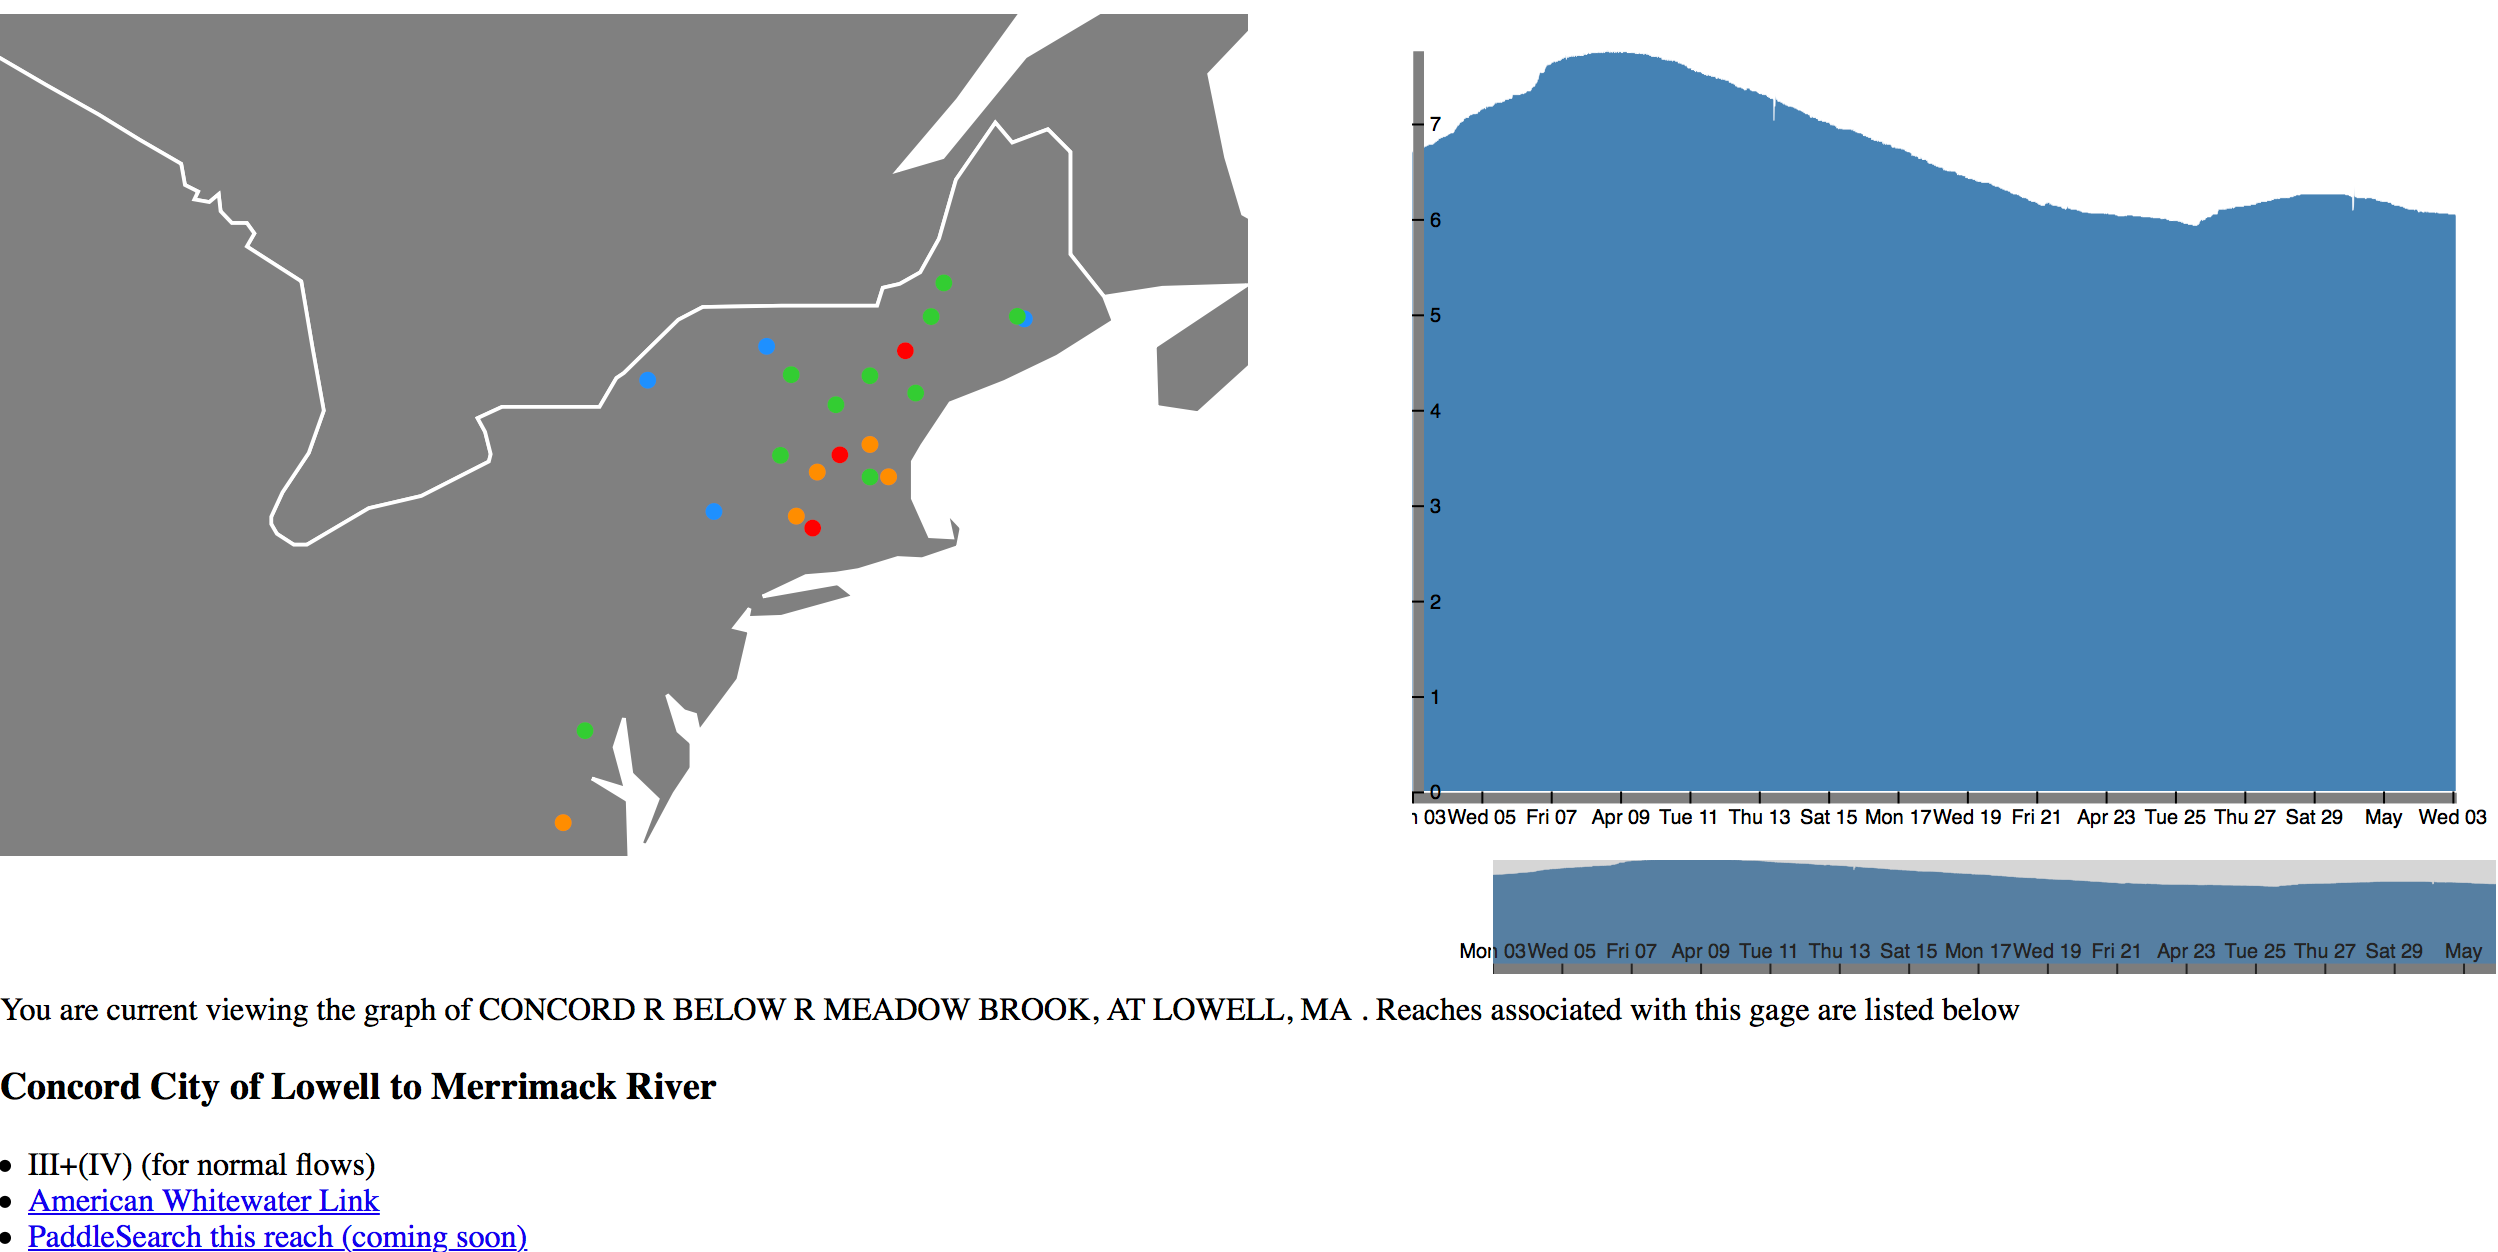 7
6
5
4
3
2
1
0
03 Wed 05 Fri 07 Apr 09 Tue 11 Thu 13 Sat 15 Mon 17 Wed 19 Fri 21 Apr 23 Tue 25 Thu 27 Sat 29 May Wed 03
Mon 03 Wed 05 Fri 07 Apr 09 Tue 11 Thu 13 Sat 15 Mon 17 Wed 19 Fri 21 Apr 23 Tue 25 Thu 27 Sat 29 May
You are current viewing the graph of CONCORD R BELOW R MEADOW BROOK, AT LOWELL, MA . Reaches associated with this gage are listed below
Concord City of Lowell to Merrimack River
III+(IV) (for normal flows)
American Whitewater Link
PaddleSearch this reach (coming soon)